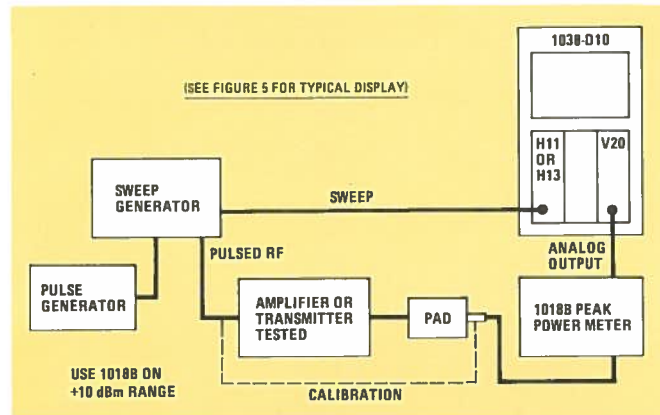 1038-D10
(SEE FIGURE 5 FOR TYPICAL DISPLAY)
H11
OR
H13
V20
SWEEP
GENERATOR
SWEEP
PULSED RF
ANALOG
OUTPUT
PULSE
GENERATOR
AMPLIFIER OR
TRANSMITTER
TESTED
PAD
1018B PEAK
POWER METER
USE 1018B ON
+10 dBm RANGE
CALIBRATION